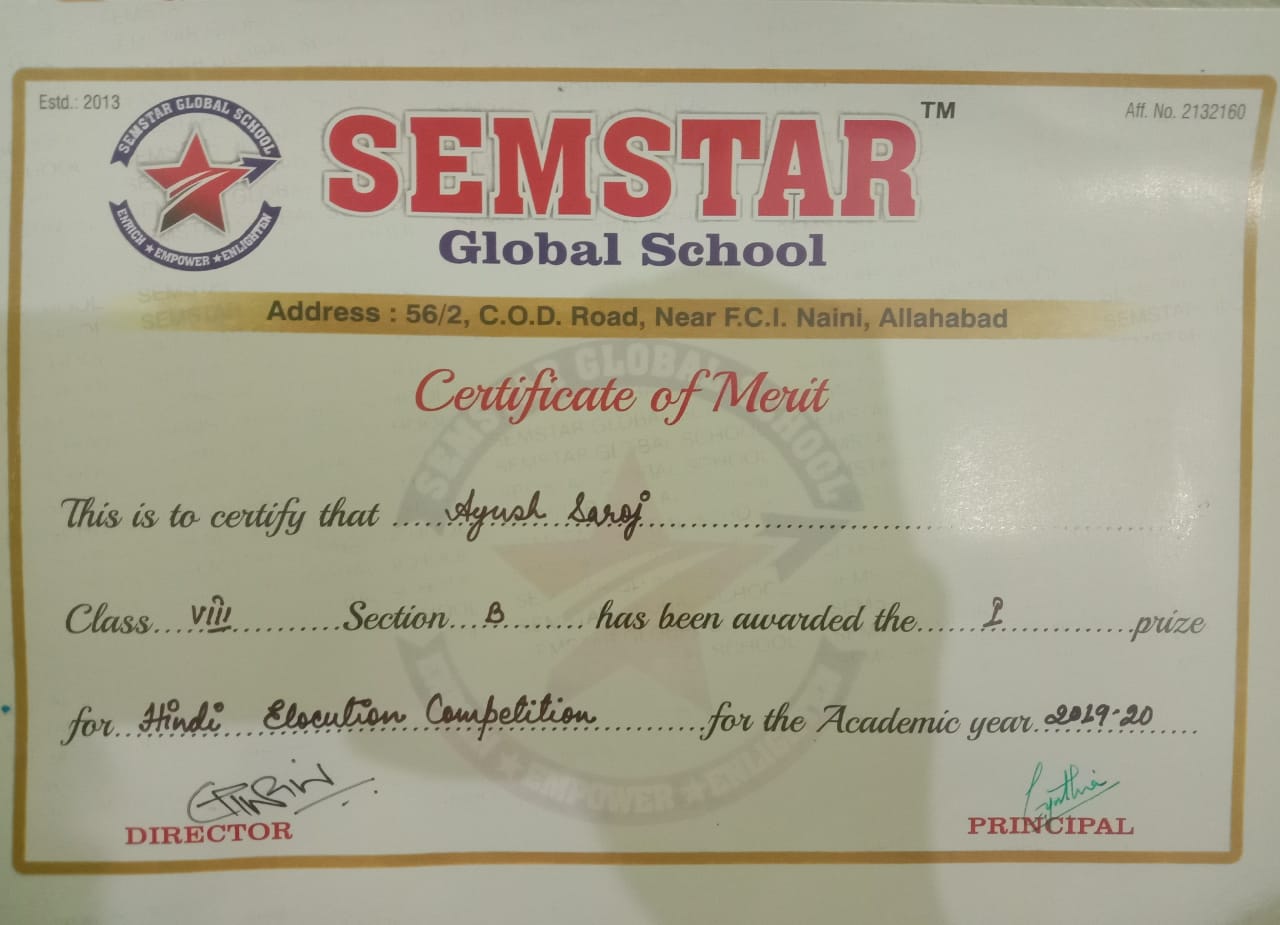 Estd.: 2013
Aff. No. 2132160
SEMSTAR GLOBAL SCHOOL
ENRICH ★ EMPOWER ★ ENLIGHTEN
SEMSTAR™
Global School
Address : 56/2, C.O.D. Road, Near F.C.I. Naini, Allahabad
Certificate of Merit
This is to certify that ..... Ayush Saroj ..........
Class.... VIII ..........Section... B ........ has been awarded the...... I ............prize
for... Hindi Elocution Competition ..........for the Academic year. 2019-20 .....
DIRECTOR
Cynthia
PRINCIPAL